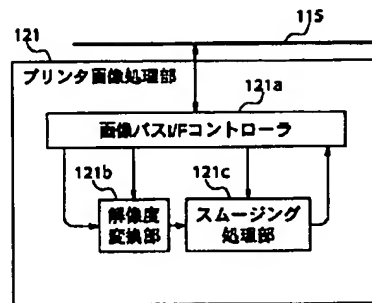 115
121
プリンタ画像処理部
121a
画像バスI/Fコントローラ
121b
121c
解像度
変換部
スムージング
処理部